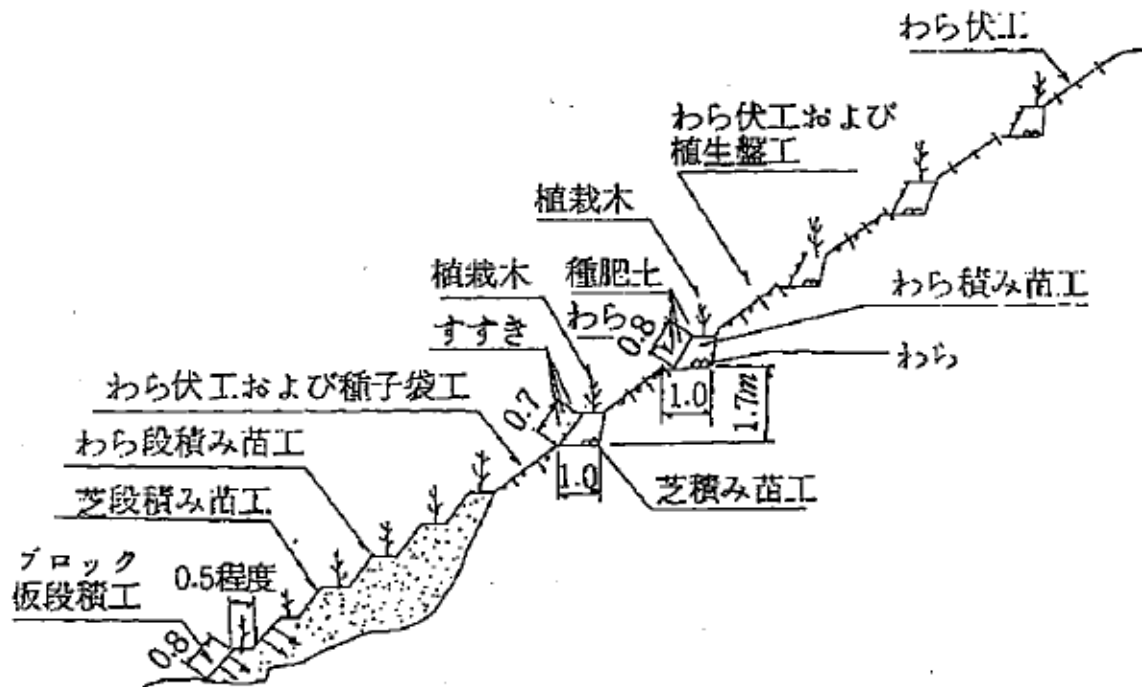 わら伏工
わら伏工および
植生盤工
植栽木
植栽木
種肥土
わら
すすき
0.8
わら積み苗工
わら
わら伏工および種子袋工
0.7
1.0
1.7m
わら段積み苗工
1.0
芝積み苗工
芝段積み苗工
ブロック
板段積工
0.5程度
0.8